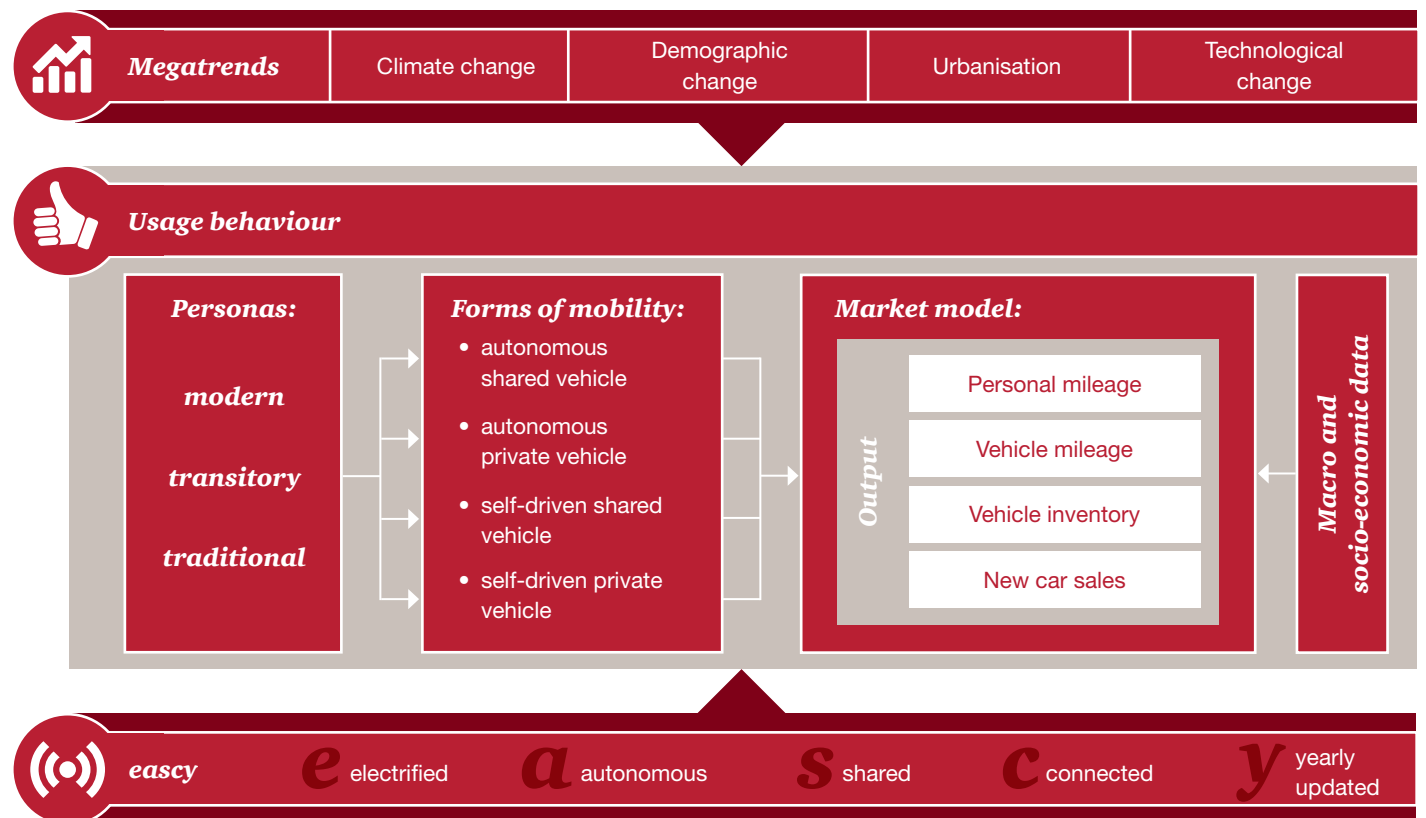 Megatrends
Climate change
Demographic
change
Urbanisation
Technological
change
Usage behaviour
Personas:
modern
transitory
traditional
Forms of mobility:
• autonomous
shared vehicle
• autonomous
private vehicle
• self-driven shared
vehicle
• self-driven private
vehicle
Market model:
Output
Personal mileage
Vehicle mileage
Vehicle inventory
New car sales
Macro and
socio-economic data
eascy
e electrified
a autonomous
s shared
c connected
y yearly
updated